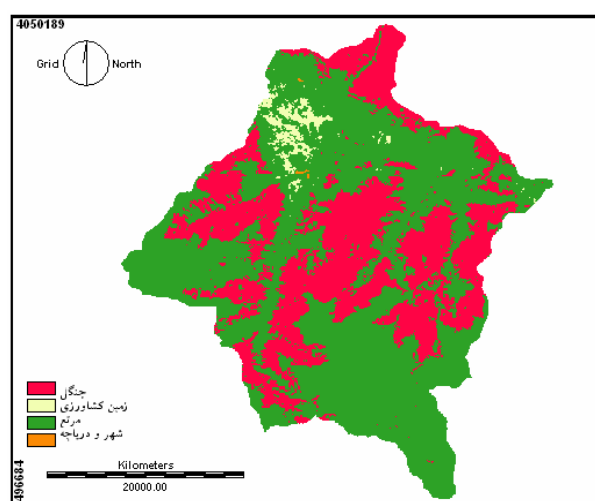 4050189
Grid North
جنگل
زمین کشاورزی
مرتع
شهر و دریاچه
Kilometers
20000.00
496684